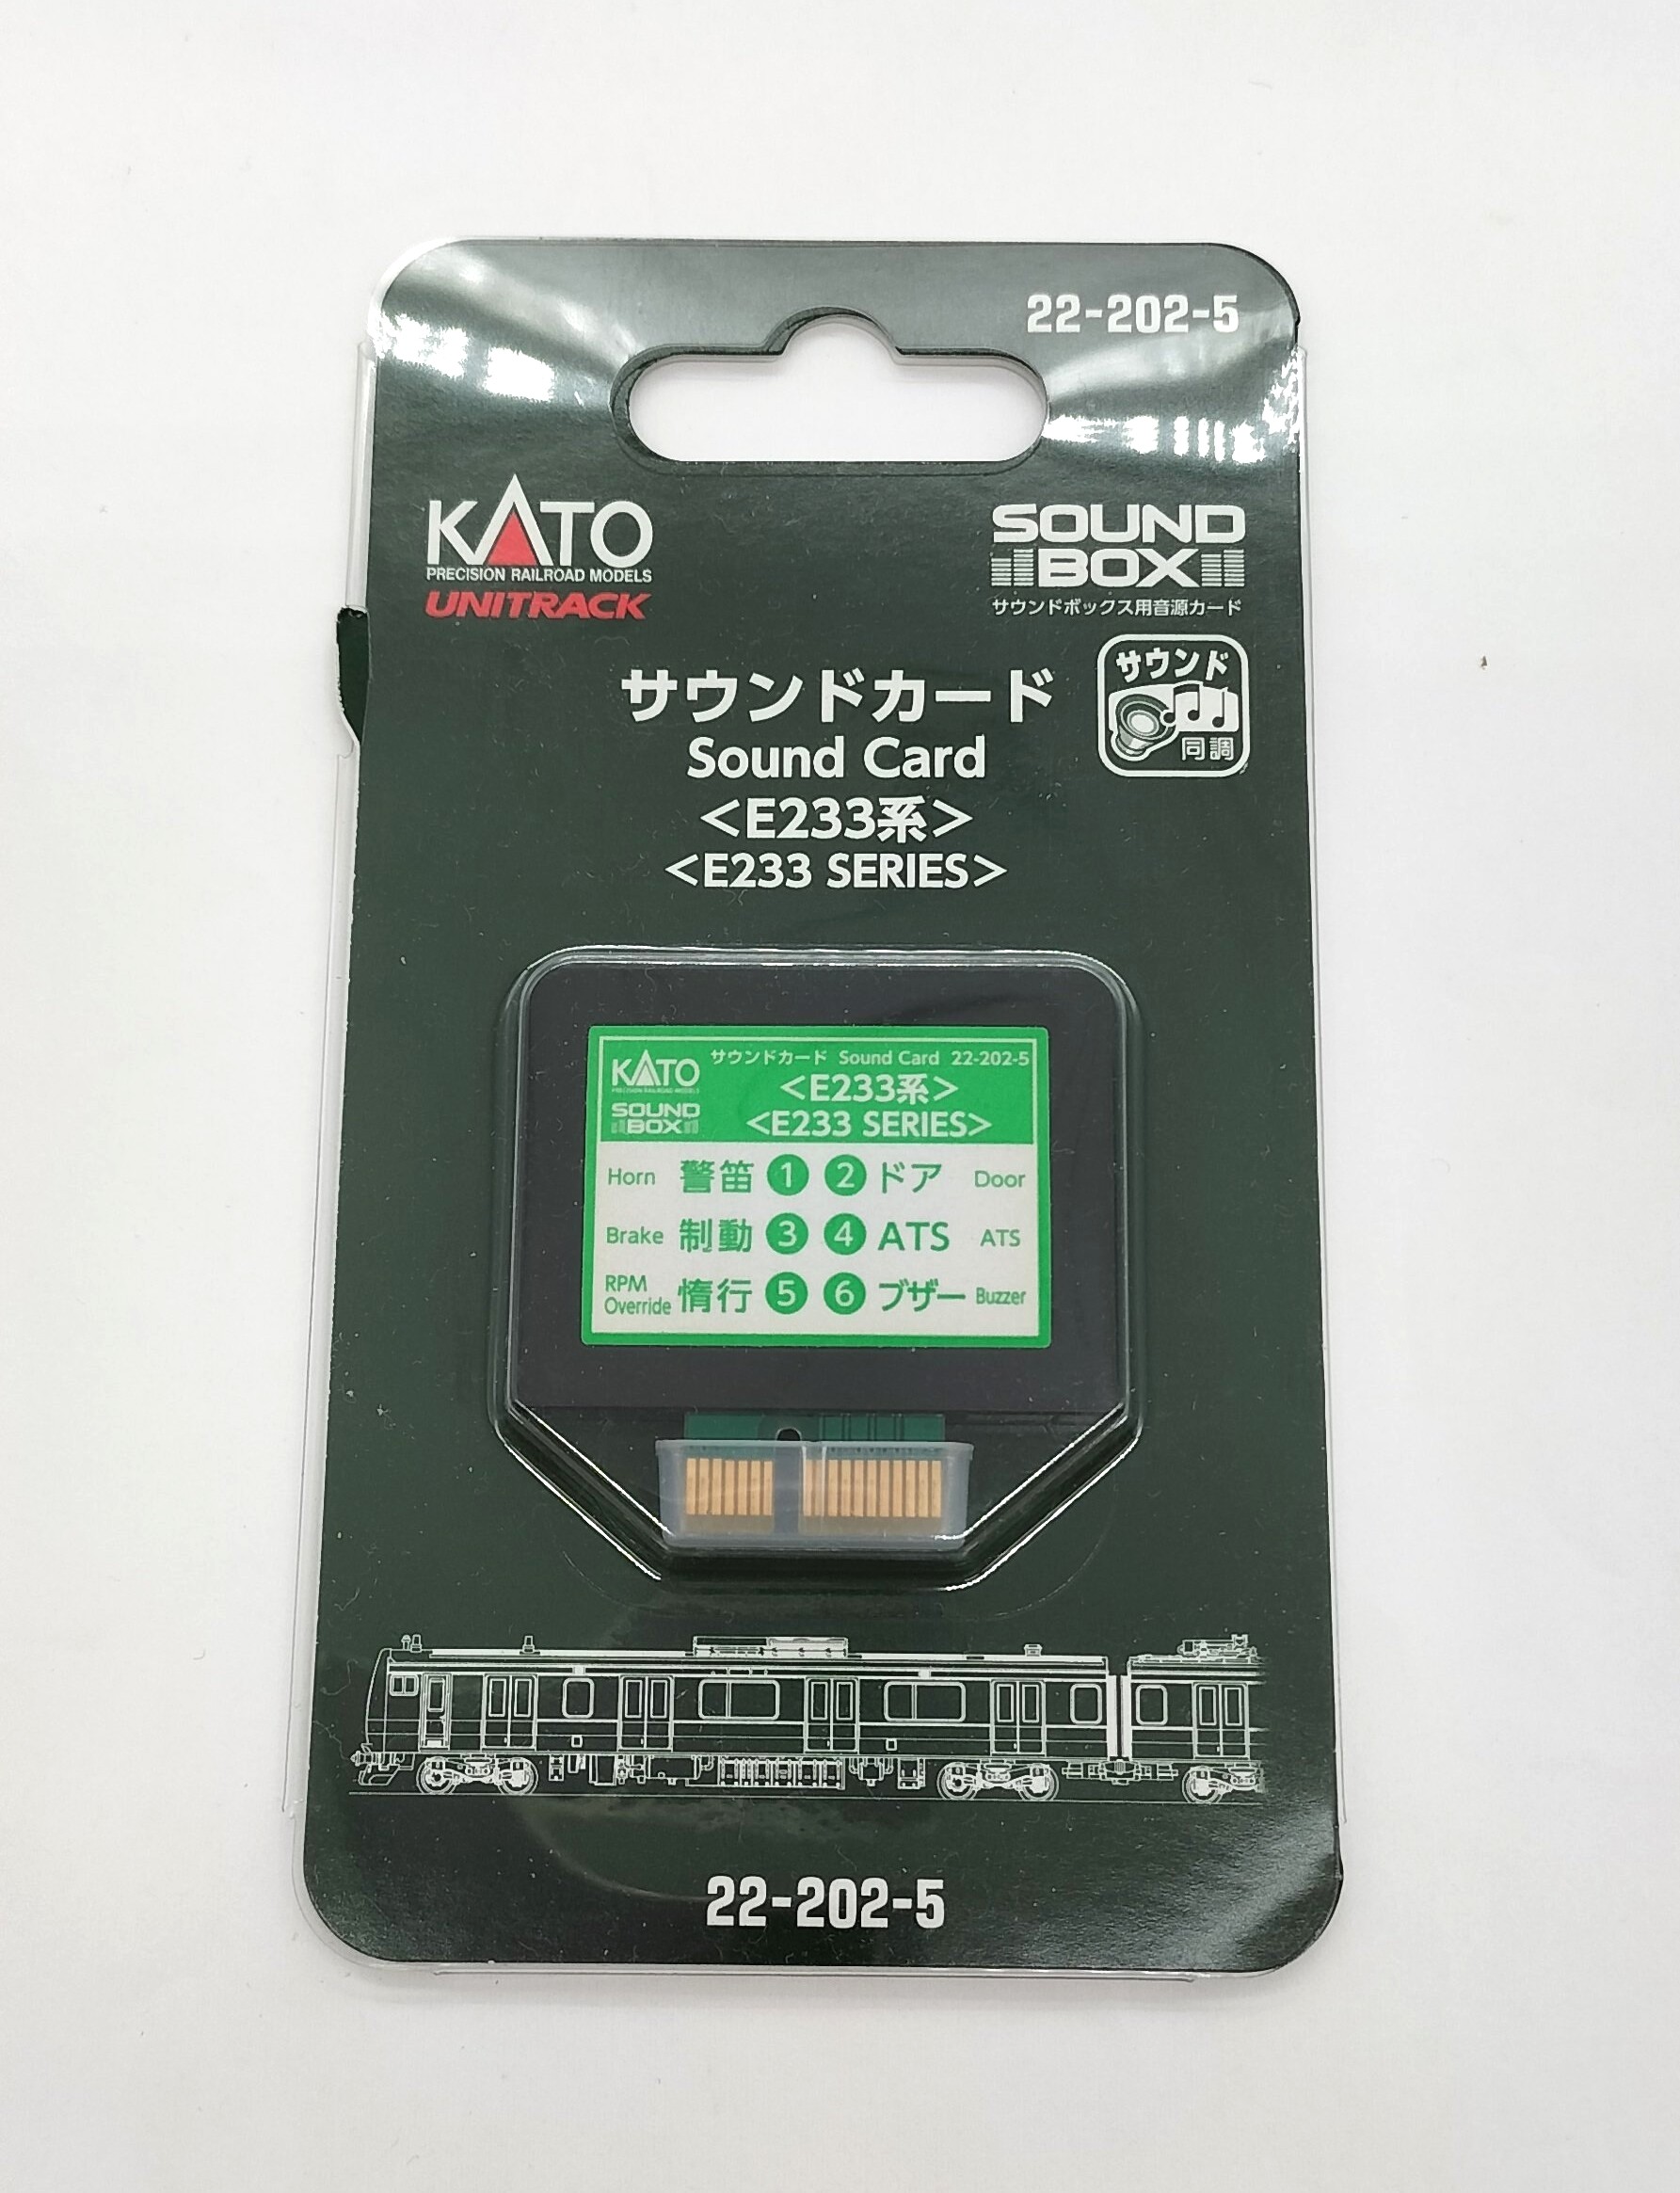 22-202-5
KATO
PRECISION RAILROAD MODELS
UNITRACK
SOUND
BOX
サウンドボックス用音源カード
サウンド
同調
サウンドカード
Sound Card
<E233系>
<E233 SERIES>
KATO
PRECISION RAILROAD MODELS
SOUND
BOX
サウンドカード Sound Card 22-202-5
<E233系>
<E233 SERIES>
Horn 警笛 1 2 ドア Door
Brake 制動 3 4 ATS ATS
RPM Override 惰行 5 6 ブザー Buzzer
22-202-5